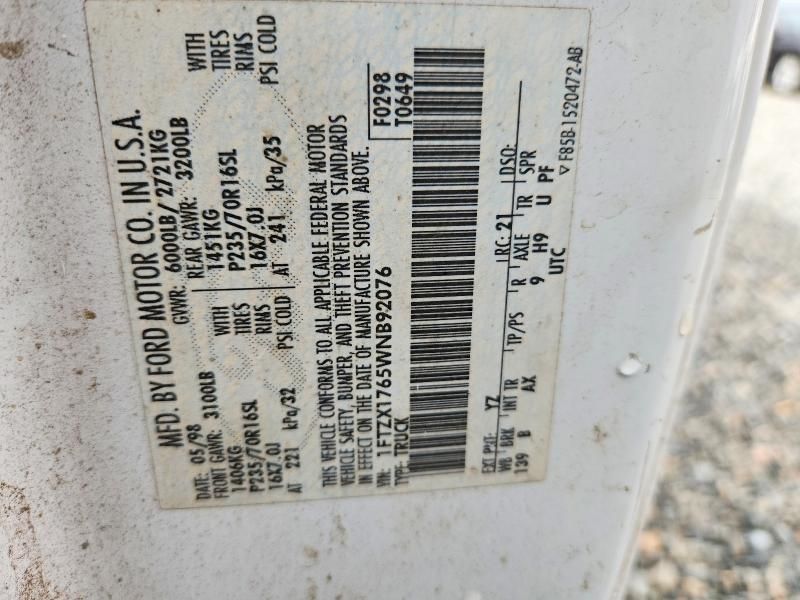 MFD. BY FORD MOTOR CO. IN U.S.A.
DATE: 05/98 GVWR: 6000LB/ 2721KG
FRONT GAWR: 3100LB REAR GAWR: 3200LB
1406KG WITH 1451KG WITH
P235/70R16SL TIRES P235/70R16SL TIRES
16X7.0J RIMS 16X7.0J RIMS
AT 221 kPa/32 PSI COLD AT 241 kPa/35 PSI COLD
THIS VEHICLE CONFORMS TO ALL APPLICABLE FEDERAL MOTOR
VEHICLE SAFETY, BUMPER, AND THEFT PREVENTION STANDARDS
IN EFFECT ON THE DATE OF MANUFACTURE SHOWN ABOVE.
VIN: 1FTZX1765WNB92076 F0298
TYPE: TRUCK T0649
EXT PNT: YZ RC: 21 DSO:
WB BRK INT TR TP/PS R AXLE TR SPR
139 B AX 9 H9 U PF
UTC
▽ F85B-1520472-AB